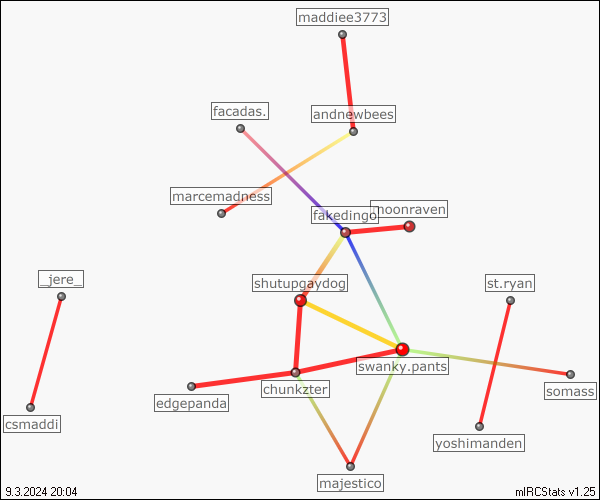 maddiee3773
facadas.
andnewbees
marcemadness
fakedingo
moonraven
_jere_
shutupgaydog
st.ryan
swanky.pants
chunkzter
somass
edgepanda
csmaddi
yoshimanden
majestico
9.3.2024 20:04
mIRCStats v1.25